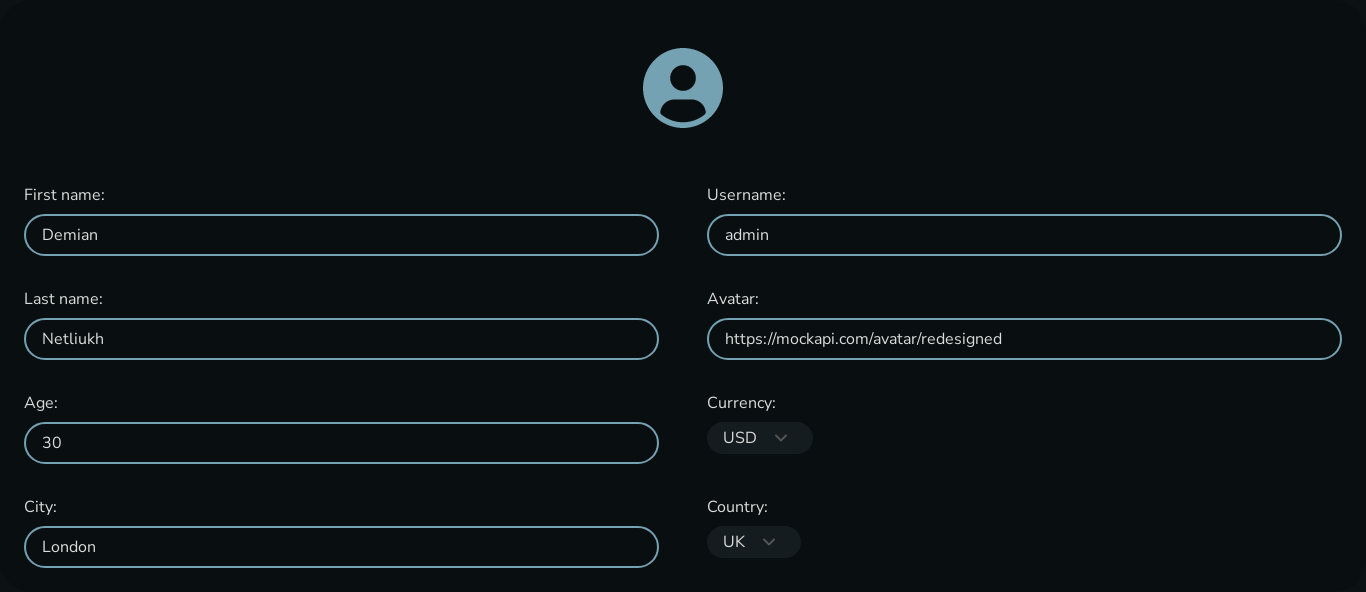 First name:
Demian
Last name:
Netliukh
Age:
30
City:
London
Username:
admin
Avatar:
https://mockapi.com/avatar/redesigned
Currency:
USD
Country:
UK